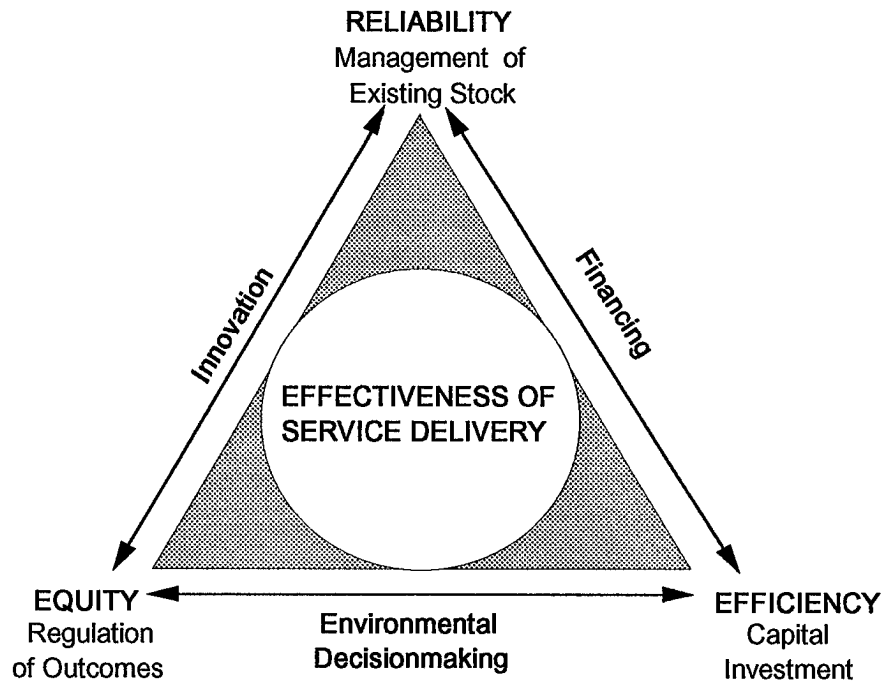 RELIABILITY
Management of
Existing Stock
Innovation
Financing
EFFECTIVENESS OF
SERVICE DELIVERY
EQUITY
Regulation
of Outcomes
Environmental
Decisionmaking
EFFICIENCY
Capital
Investment